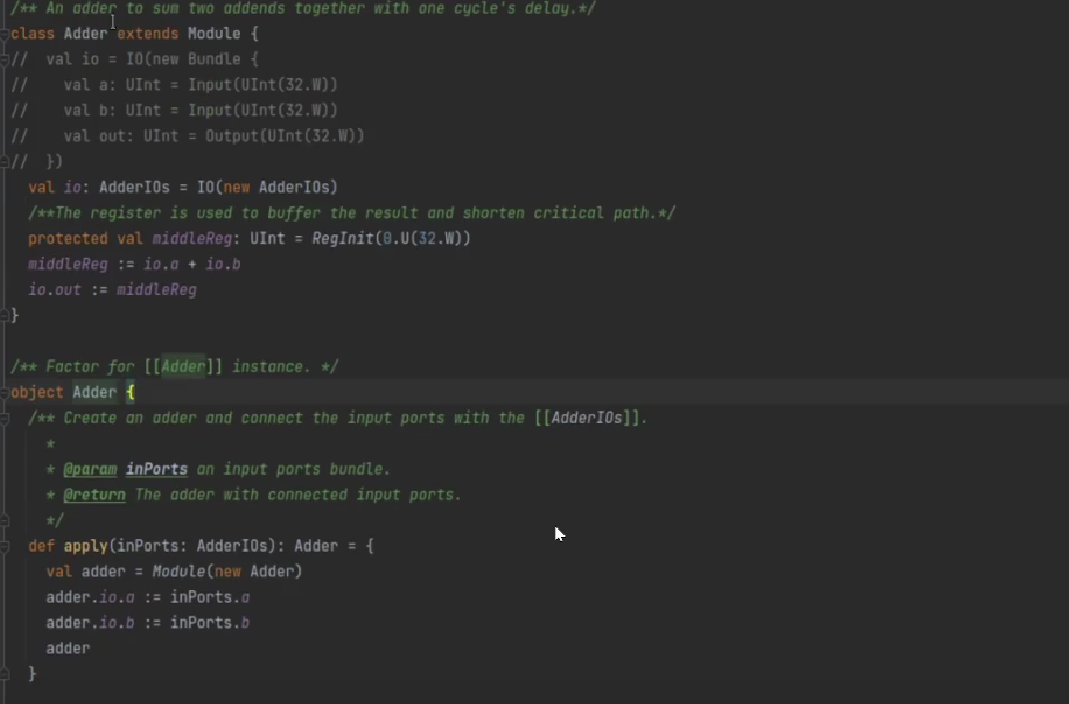 /** An adder to sum two addends together with one cycle's delay.*/
class Adder extends Module {
//  val io = IO(new Bundle {
//    val a: UInt = Input(UInt(32.W))
//    val b: UInt = Input(UInt(32.W))
//    val out: UInt = Output(UInt(32.W))
//  })
  val io: AdderIOs = IO(new AdderIOs)
  /**The register is used to buffer the result and shorten critical path.*/
  protected val middleReg: UInt = RegInit(0.U(32.W))
  middleReg := io.a + io.b
  io.out := middleReg
}
/** Factor for [[Adder]] instance. */
object Adder {
  /** Create an adder and connect the input ports with the [[AdderIOs]].
    *
    * @param inPorts an input ports bundle.
    * @return The adder with connected input ports.
    */
  def apply(inPorts: AdderIOs): Adder = {
    val adder = Module(new Adder)
    adder.io.a := inPorts.a
    adder.io.b := inPorts.b
    adder
  }